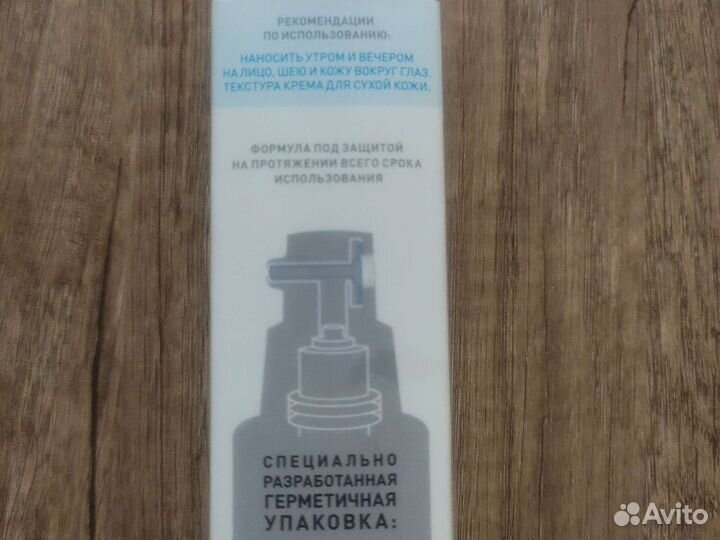 РЕКОМЕНДАЦИИ
ПО ИСПОЛЬЗОВАНИЮ:
НАНОСИТЬ УТРОМ И ВЕЧЕРОМ
НА ЛИЦО, ШЕЮ И КОЖУ ВОКРУГ ГЛАЗ.
ТЕКСТУРА КРЕМА ДЛЯ СУХОЙ КОЖИ.
ФОРМУЛА ПОД ЗАЩИТОЙ
НА ПРОТЯЖЕНИИ ВСЕГО СРОКА
ИСПОЛЬЗОВАНИЯ
СПЕЦИАЛЬНО
РАЗРАБОТАННАЯ
ГЕРМЕТИЧНАЯ
УПАКОВКА:
Avito